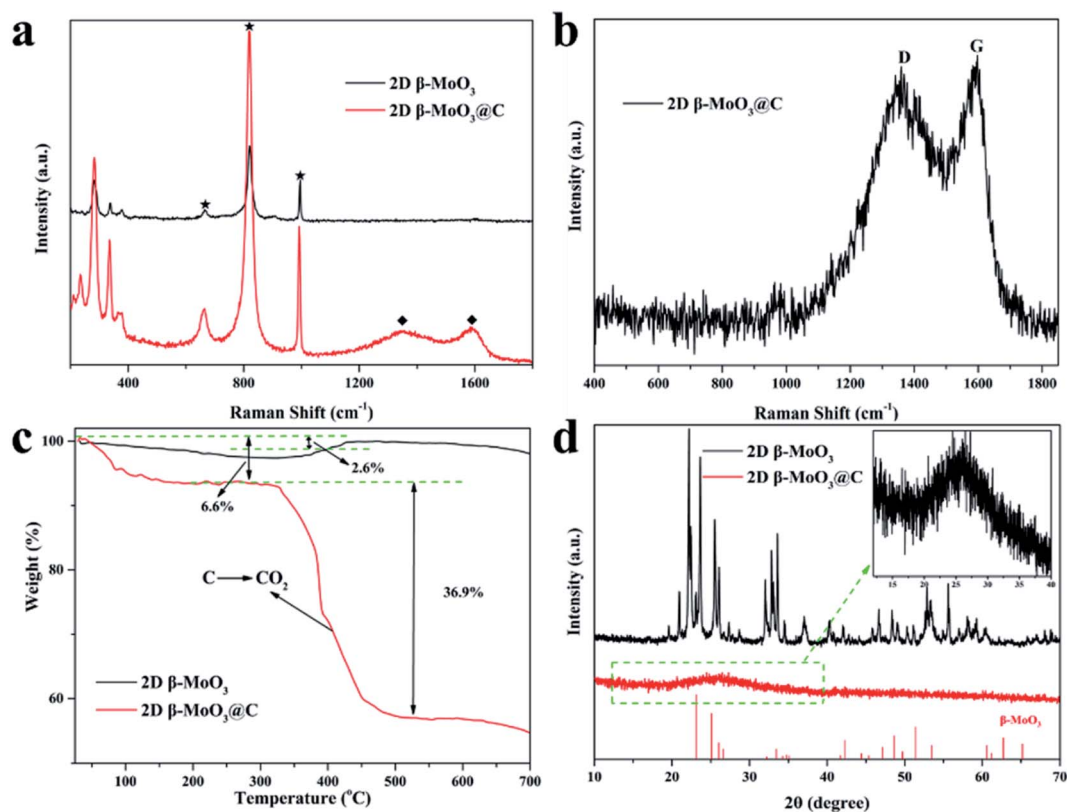 a
★
2D β-MoO₃
2D β-MoO₃@C
★
★
◆
◆
Intensity (a.u.)
400
800
1200
1600
Raman Shift (cm⁻¹)
b
D
G
2D β-MoO₃@C
Intensity (a.u.)
400
600
800
1000
1200
1400
1600
1800
Raman Shift (cm⁻¹)
c
100
80
60
Weight (%)
2.6%
6.6%
C → CO₂
36.9%
2D β-MoO₃
2D β-MoO₃@C
100
200
300
400
500
600
700
Temperature (°C)
d
2D β-MoO₃
2D β-MoO₃@C
15
20
25
30
35
40
Intensity (a.u.)
β-MoO₃
10
20
30
40
50
60
70
2θ (degree)